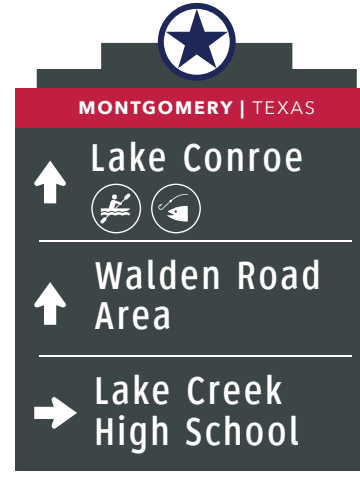 MONTGOMERY | TEXAS
Lake Conroe
Walden Road
Area
Lake Creek
High School